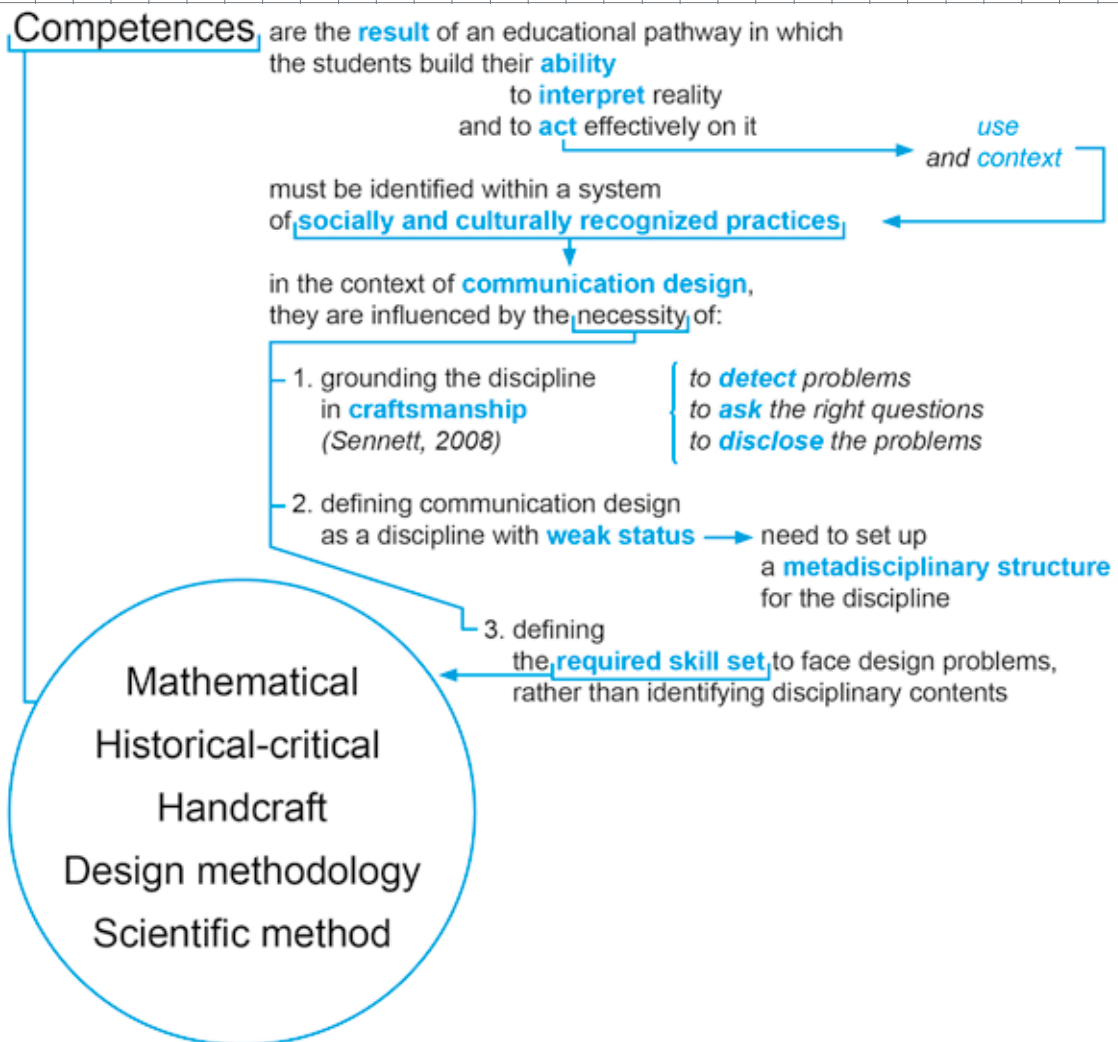 Competences are the result of an educational pathway in which
the students build their ability
to interpret reality
and to act effectively on it
use
and context
must be identified within a system
of socially and culturally recognized practices
in the context of communication design,
they are influenced by the necessity of:
1. grounding the discipline
in craftsmanship
(Sennett, 2008)
to detect problems
to ask the right questions
to disclose the problems
2. defining communication design
as a discipline with weak status
need to set up
a metadisciplinary structure
for the discipline
3. defining
the required skill set to face design problems,
rather than identifying disciplinary contents
Mathematical
Historical-critical
Handcraft
Design methodology
Scientific method